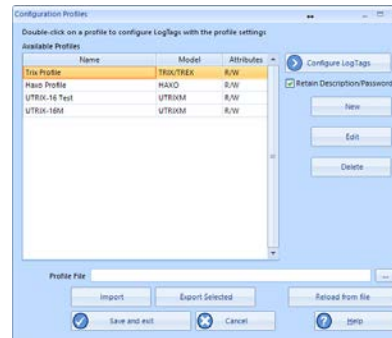 Configuration Profiles
Double-click on a profile to configure LogTags with the profile settings
Available Profiles
Name Model Attributes
Trix Profile TRIX/TREX R/W
Haxo Profile HAXO R/W
UTRIX-16 Test UTRIXM R/W
UTRIX-16M UTRIXM R/W
Configure LogTags
Retain Description/Password
New
Edit
Delete
Profile File
...
Import Export Selected Reload from file
Save and exit Cancel Help